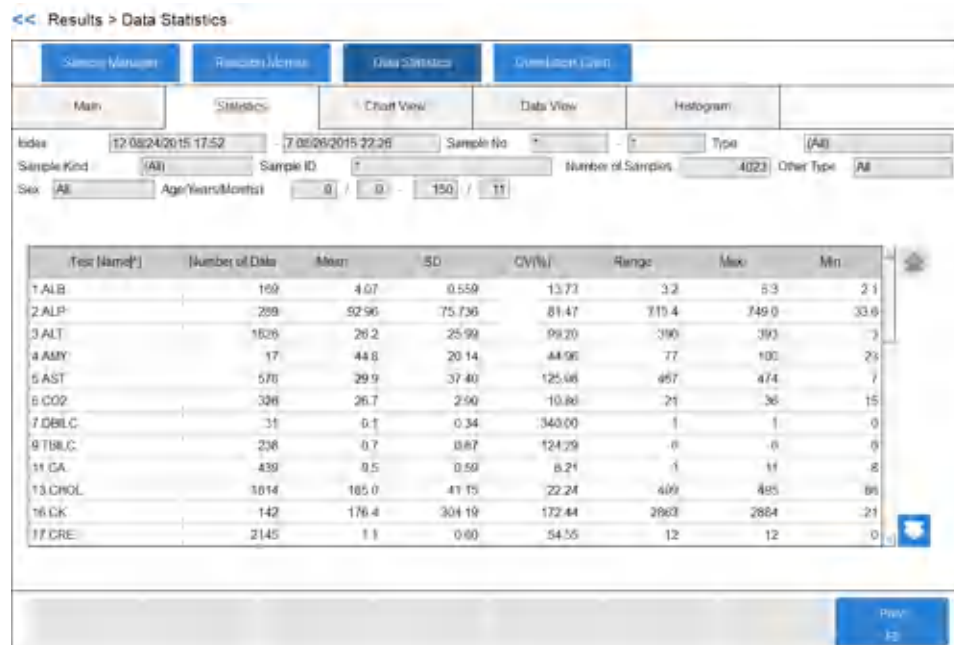 << Results > Data Statistics
Sample Manager Reaction Monitor Data Statistics Correlation Chart
Main Statistics Chart View Data View Histogram
Index 12 08/24/2015 17:52 - 7 08/26/2015 22:26 Sample No * - * Type (All)
Sample Kind (All) Sample ID * Number of Samples 4023 Other Type All
Sex All Age(Years/Months) 0 / 0 - 150 / 11
Test Name[*] Number of Data Mean SD CV(%) Range Max Min
1.ALB 169 4.07 0.559 13.73 3.2 5.3 2.1
2.ALP 289 92.96 75.736 81.47 715.4 749.0 33.6
3.ALT 1626 26.2 25.99 99.20 390 393 3
4.AMY 17 44.8 20.14 44.96 77 100 23
5.AST 576 29.9 37.40 467 474 7
6.CO2 326 26.7 2.90 10.86 21 36 15
7.DBILC 31 0.1 0.34 340.00 1 1 0
9.TBILC 238 0.7 0.87 124.29 0
11.CA 439 9.5 0.59 6.21 11
13.CHOL 1814 185.0 41.15 22.24 409 495 86
16.CK 142 176.4 304.19 172.44 2863 2884 21
17.CRE 2145 1.1 0.60 54.55 12 12 0
Prev
F8